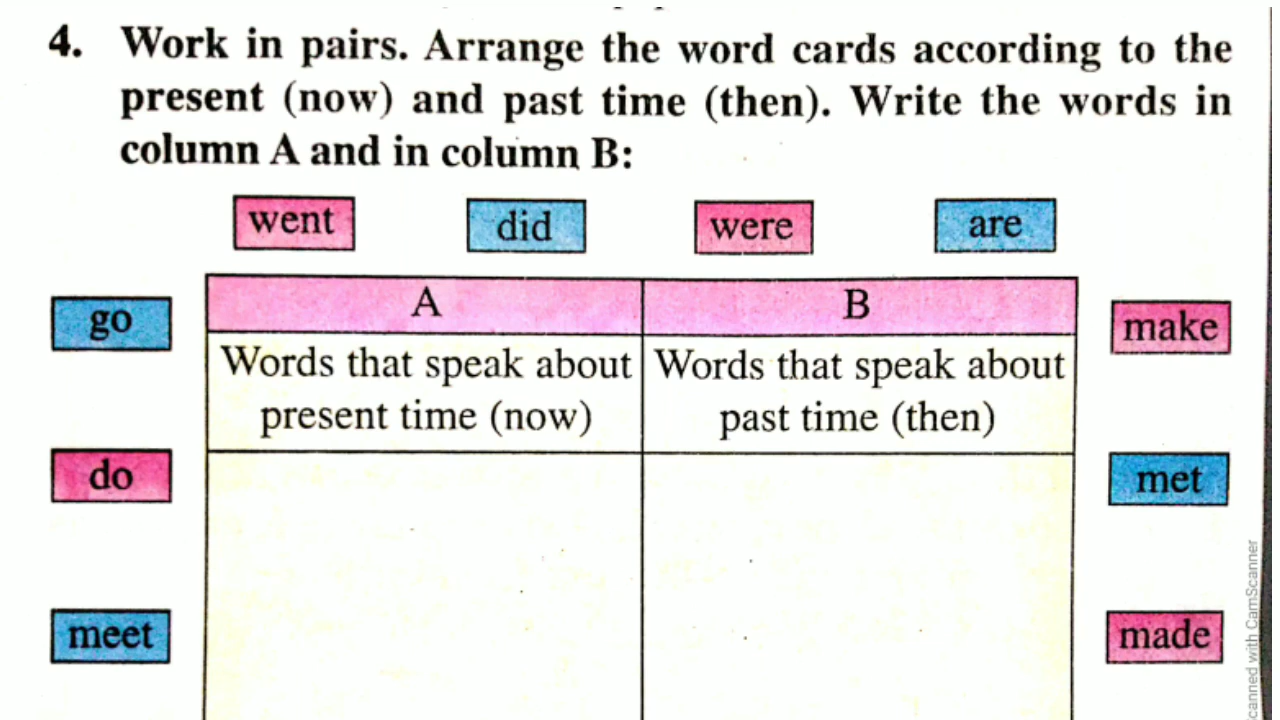 4. Work in pairs. Arrange the word cards according to the
present (now) and past time (then). Write the words in
column A and in column B:
went did were are
A B
go make
Words that speak about present time (now)
Words that speak about past time (then)
do met
meet made
canned with CamScanner